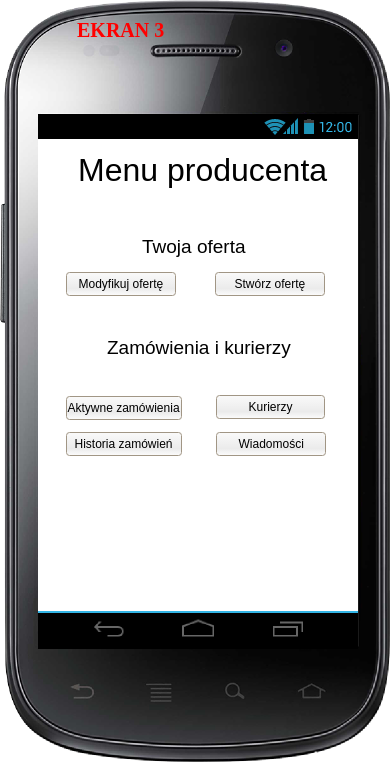 EKRAN 3
12:00
Menu producenta
Twoja oferta
Modyfikuj ofertę Stwórz ofertę
Zamówienia i kurierzy
Aktywne zamówienia Kurierzy
Historia zamówień Wiadomości